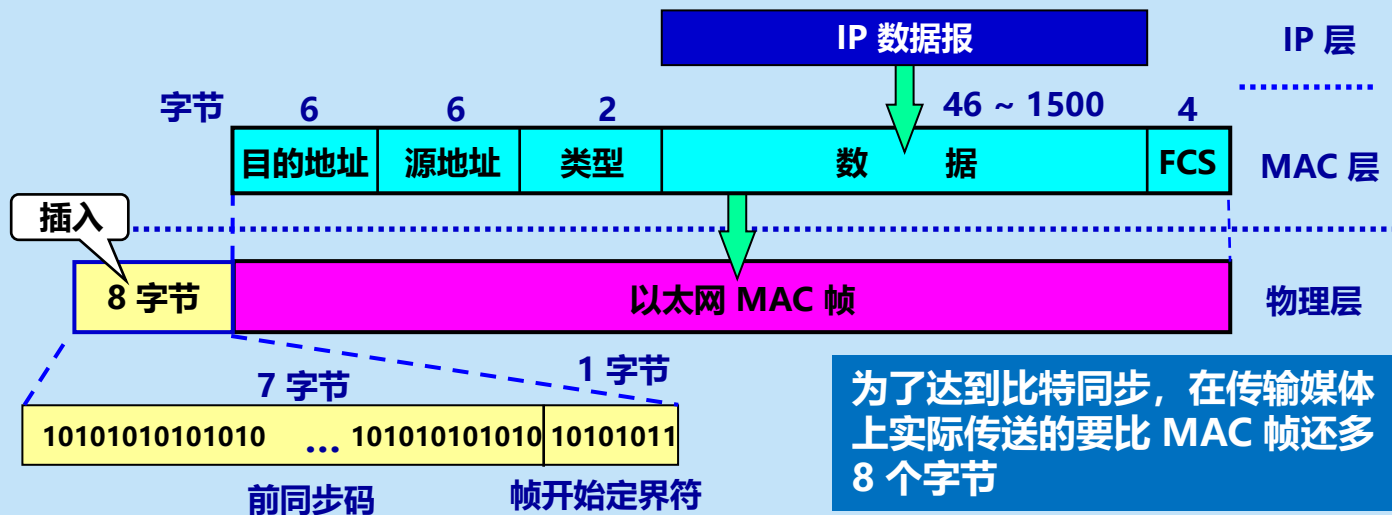 IP 数据报
IP 层
字节 6 6 2 46 ~ 1500 4
目的地址 源地址 类型 数 据 FCS
MAC 层
插入
8 字节
以太网 MAC 帧
物理层
7 字节
1 字节
10101010101010 … 101010101010 10101011
前同步码
帧开始定界符
为了达到比特同步，在传输媒体
上实际传送的要比 MAC 帧还多
8 个字节